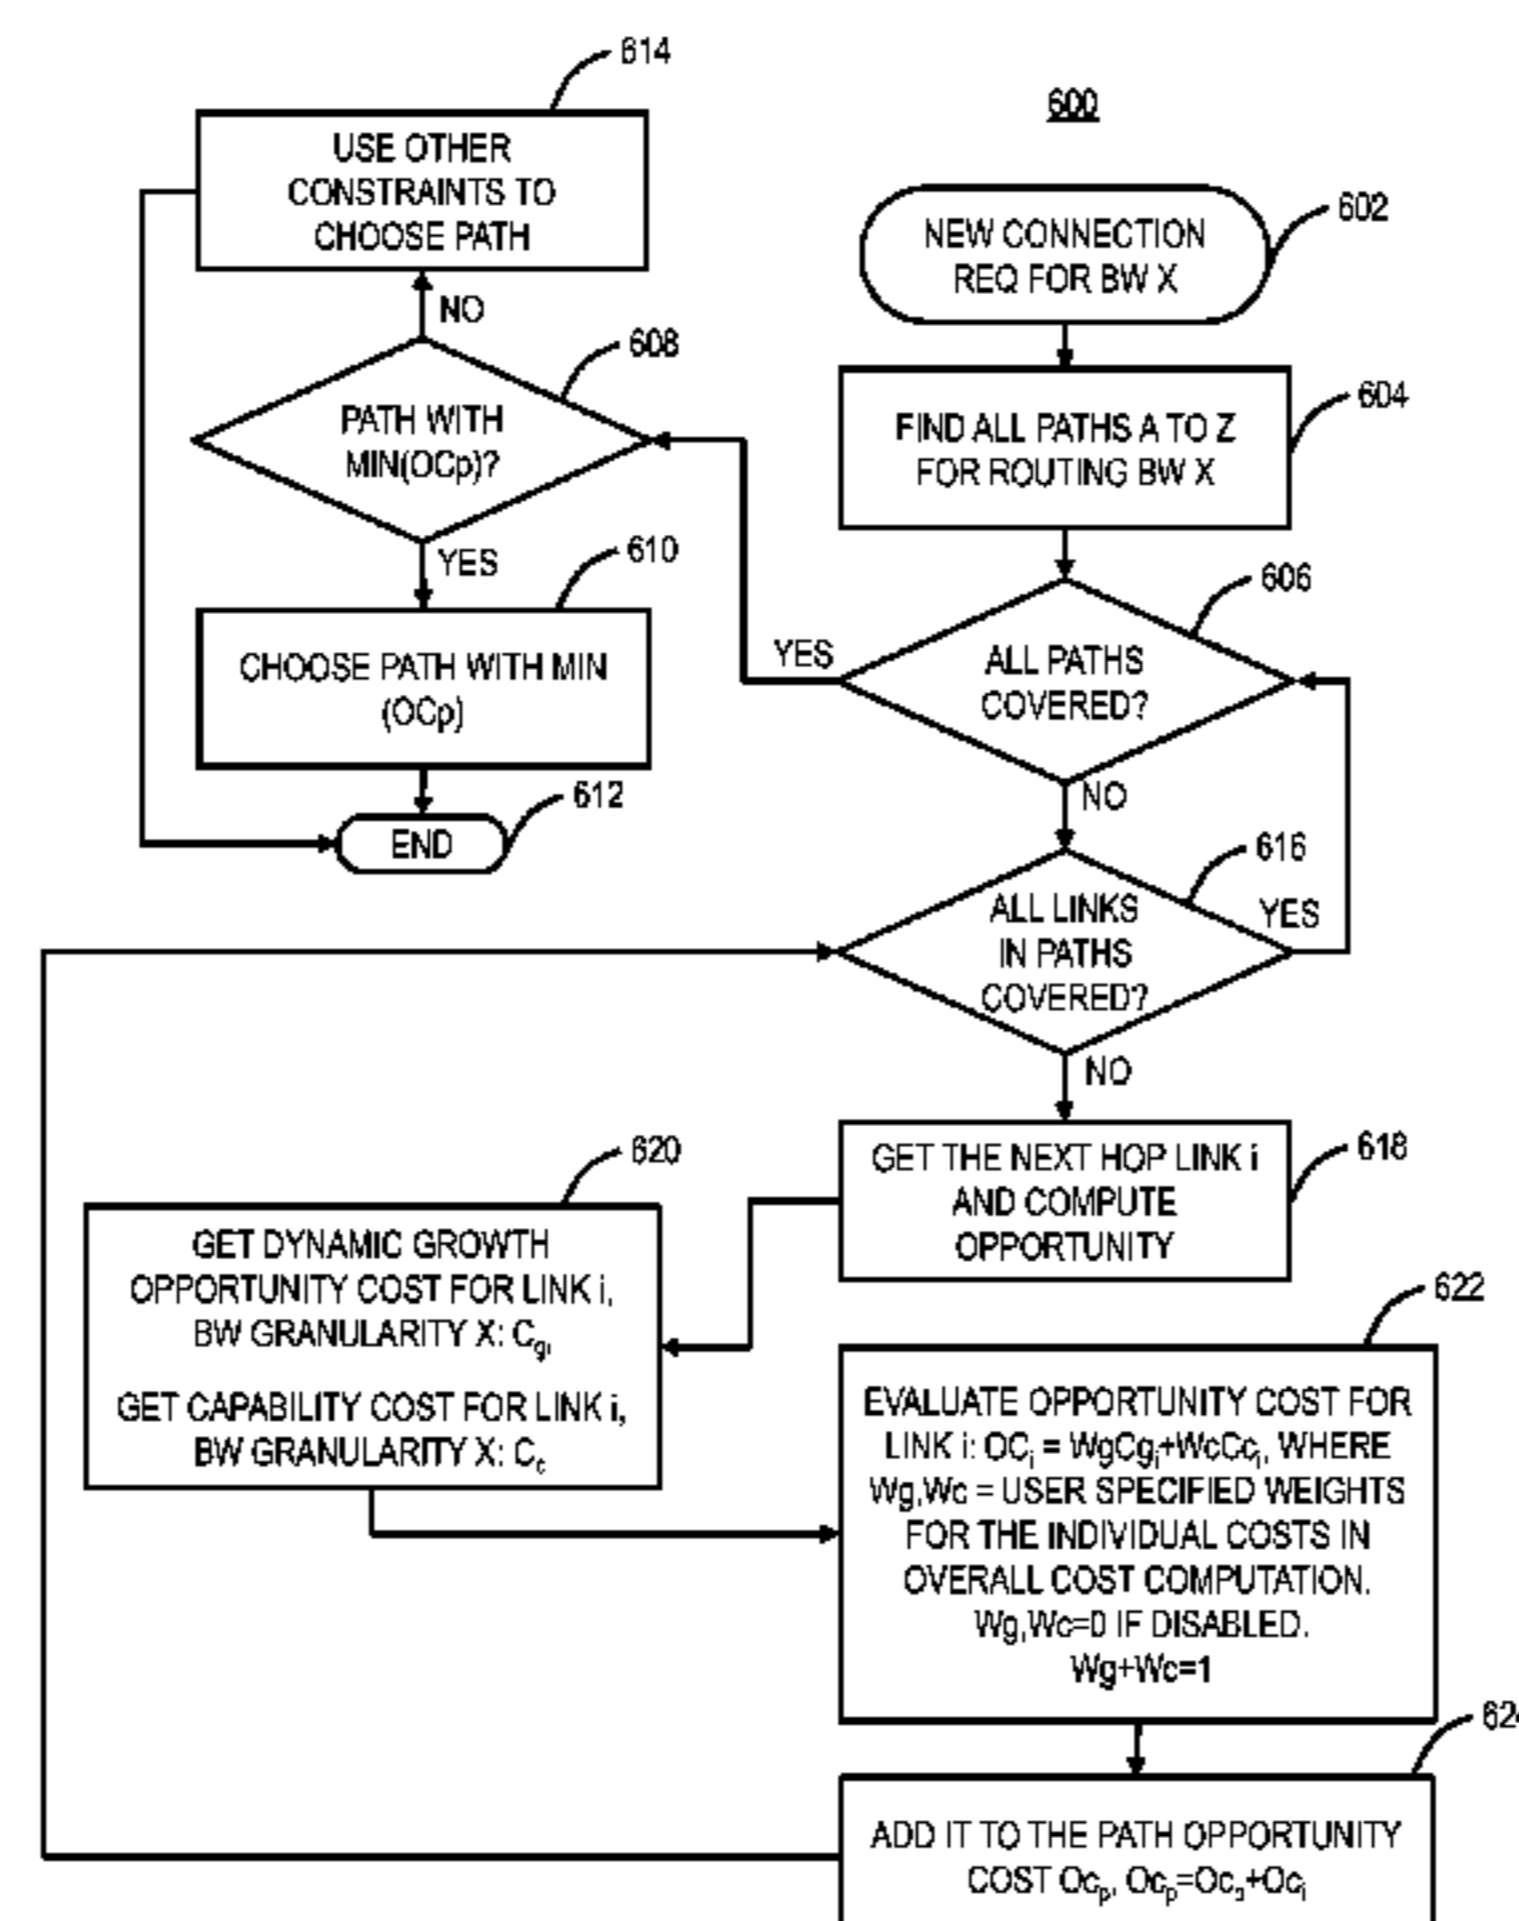 600
602
NEW CONNECTION
REQ FOR BW X
604
FIND ALL PATHS A TO Z
FOR ROUTING BW X
606
ALL PATHS
COVERED?
YES
NO
608
PATH WITH
MIN(OCp)?
NO
YES
614
USE OTHER
CONSTRAINTS TO
CHOOSE PATH
610
CHOOSE PATH WITH MIN
(OCp)
612
END
616
ALL LINKS
IN PATHS
COVERED?
YES
NO
618
GET THE NEXT HOP LINK i
AND COMPUTE
OPPORTUNITY
620
GET DYNAMIC GROWTH
OPPORTUNITY COST FOR LINK i,
BW GRANULARITY X: Cgi
GET CAPABILITY COST FOR LINK i,
BW GRANULARITY X: Cc
622
EVALUATE OPPORTUNITY COST FOR
LINK i: OCi = WgCgi+WcCci, WHERE
Wg,Wc = USER SPECIFIED WEIGHTS
FOR THE INDIVIDUAL COSTS IN
OVERALL COST COMPUTATION.
Wg,Wc=0 IF DISABLED.
Wg+Wc=1
ADD IT TO THE PATH OPPORTUNITY
COST Ocp, Ocp=Ocp+Oci